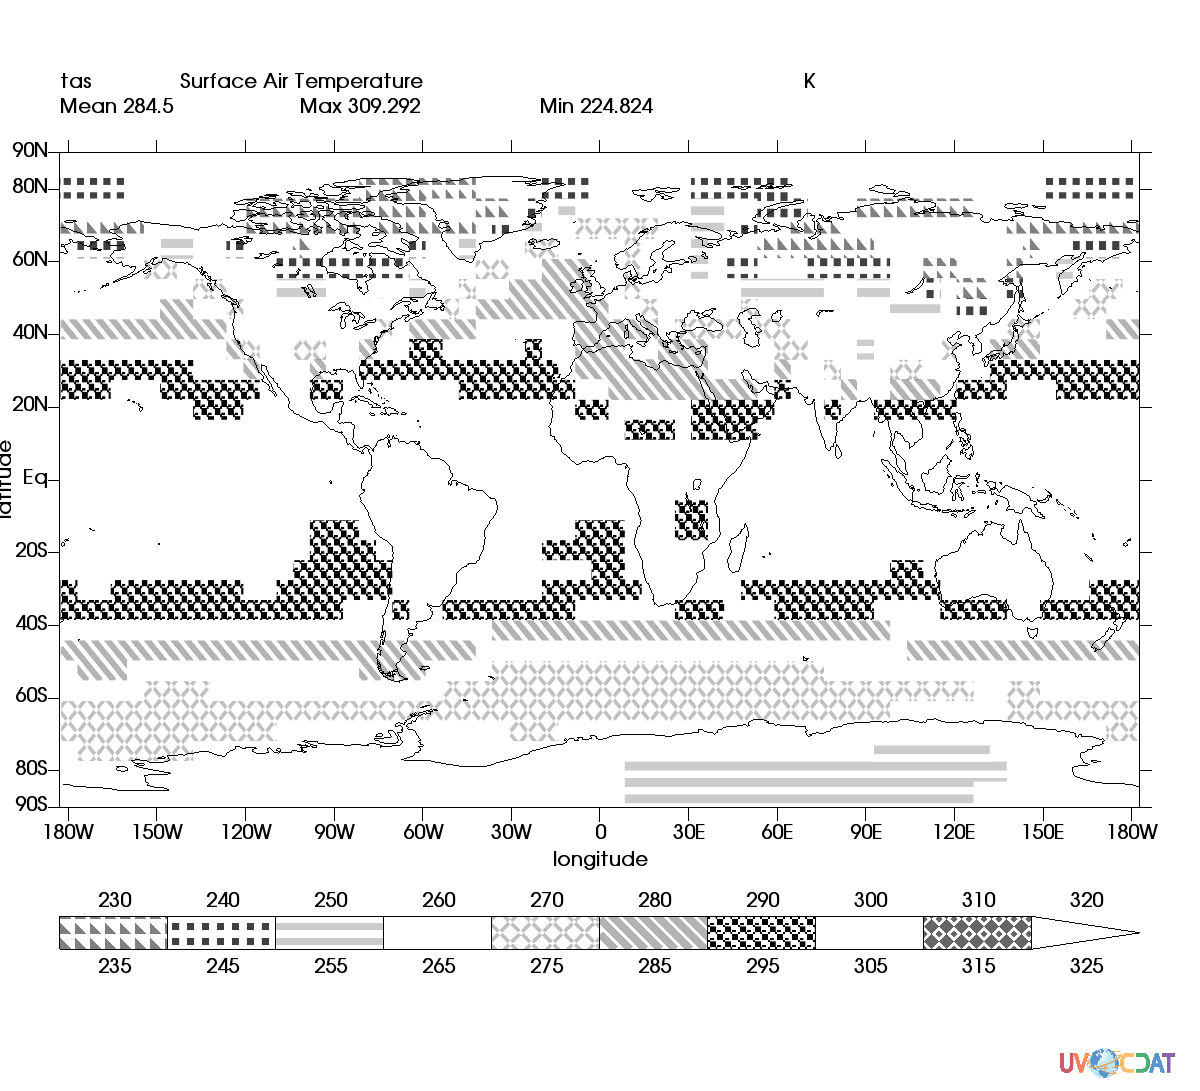 tas Surface Air Temperature K
Mean 284.5 Max 309.292 Min 224.824
90N
80N
60N
40N
20N
Eq
20S
40S
60S
80S
90S
latitude
180W 150W 120W 90W 60W 30W 0 30E 60E 90E 120E 150E 180W
longitude
230 240 250 260 270 280 290 300 310 320
235 245 255 265 275 285 295 305 315 325
UV CDAT